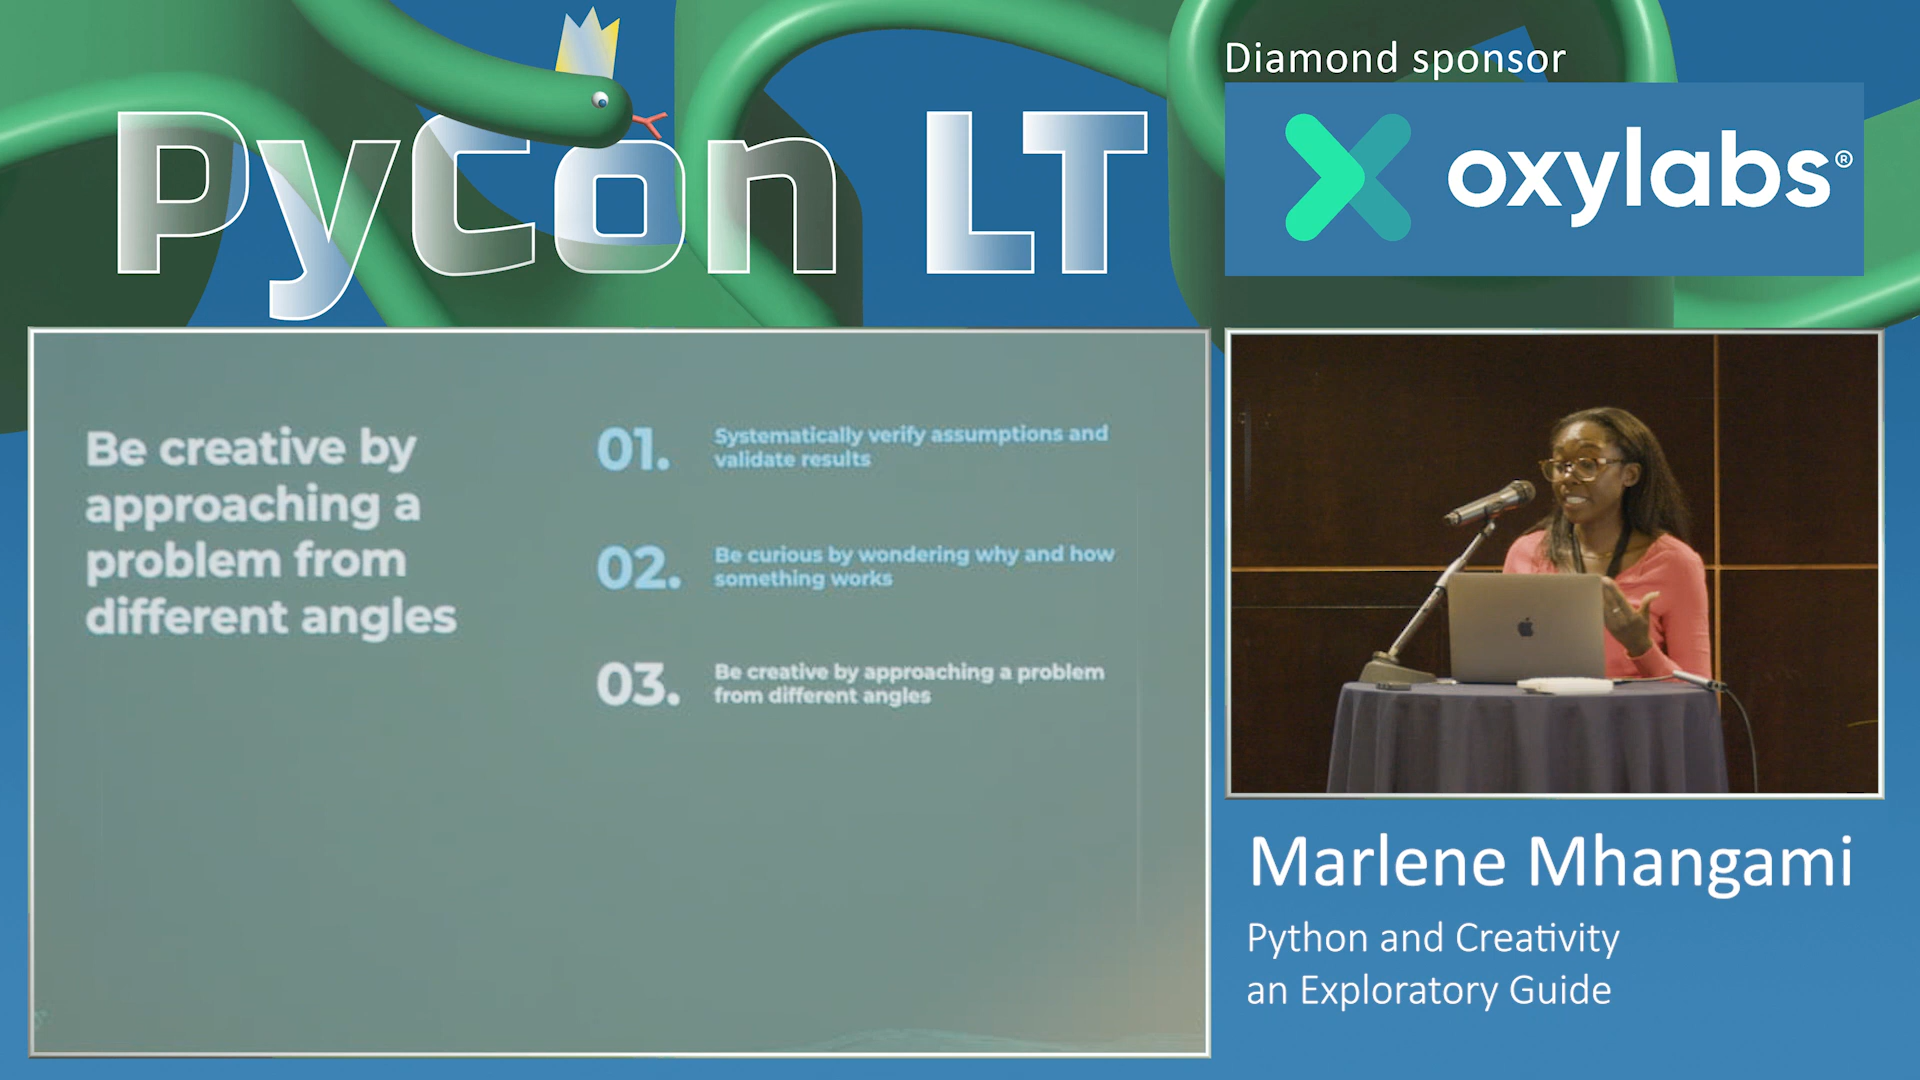 PyCon LT
Diamond sponsor
oxylabs®
Be creative by
approaching a
problem from
different angles
01.
Systematically verify assumptions and
validate results
02.
Be curious by wondering why and how
something works
03.
Be creative by approaching a problem
from different angles
Marlene Mhangami
Python and Creativity
an Exploratory Guide